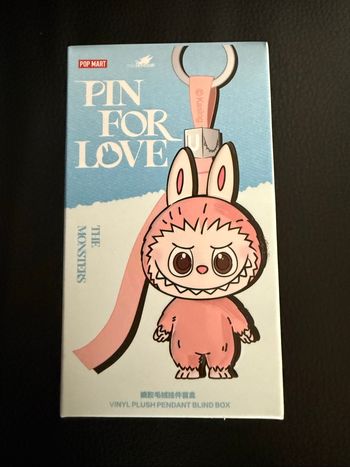 POP MART
PIN
FOR
LOVE
© Kasing
THE
MONSTERS
搪胶毛绒挂件盲盒
VINYL PLUSH PENDANT BLIND BOX